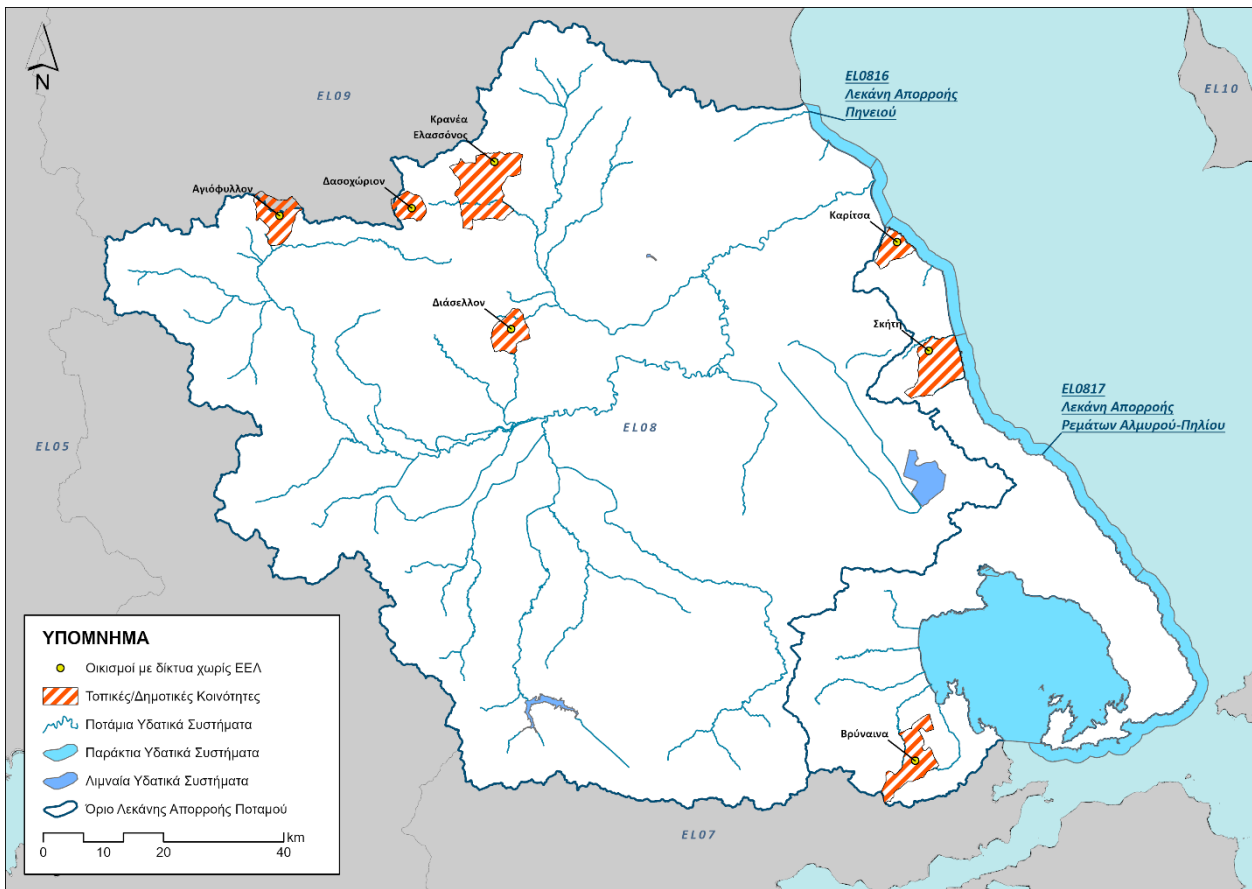 N
EL09
EL0816
Λεκάνη Απορροής
Πηνειού
EL10
Κρανέα
Ελασσόνος
Αγιόφυλλον
Δασοχώριον
Καρίτσα
Διάσελλον
Σκήτη
EL0817
Λεκάνη Απορροής
Ρεμάτων Αλμυρού-Πηλίου
EL05
EL08
Βρύναινα
EL07
ΥΠΟΜΝΗΜΑ
Οικισμοί με δίκτυα χωρίς ΕΕΛ
Τοπικές/Δημοτικές Κοινότητες
Ποτάμια Υδατικά Συστήματα
Παράκτια Υδατικά Συστήματα
Λιμναία Υδατικά Συστήματα
Όριο Λεκάνης Απορροής Ποταμού
km
0 10 20 40